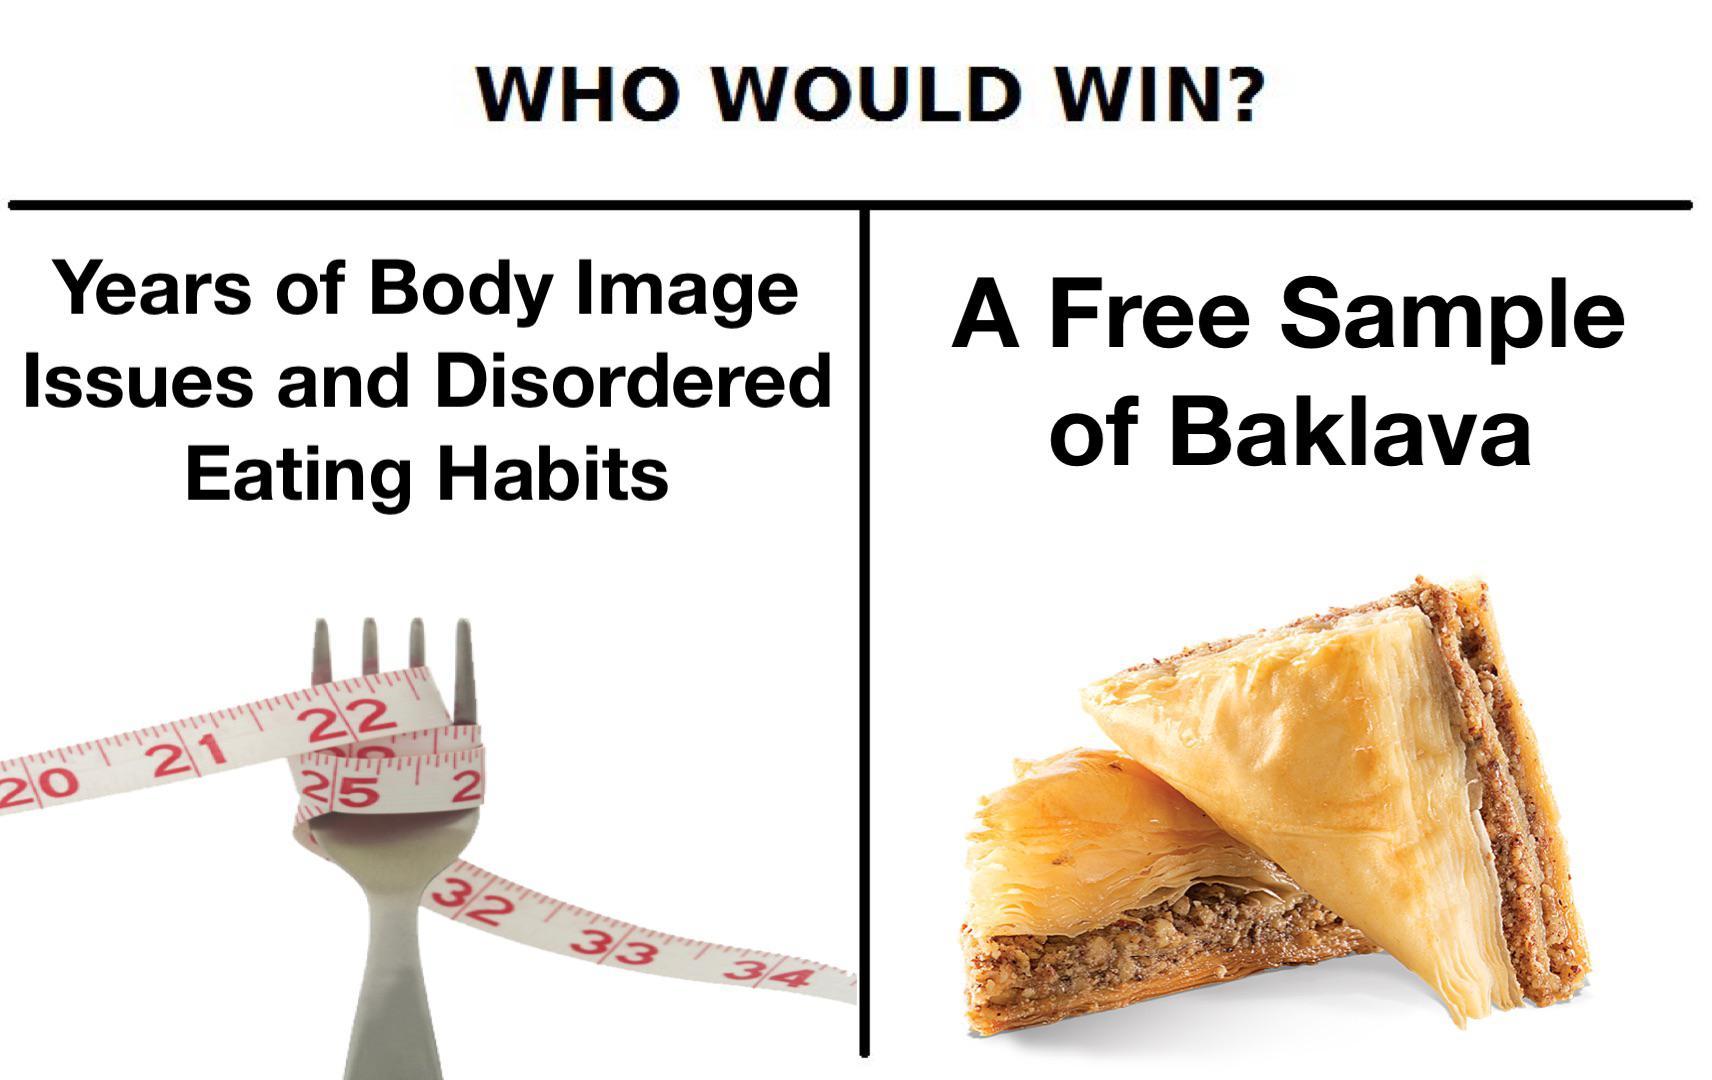 WHO WOULD WIN?
Years of Body Image
Issues and Disordered
Eating Habits
A Free Sample
of Baklava
20 21 22
25 2
32 33 34